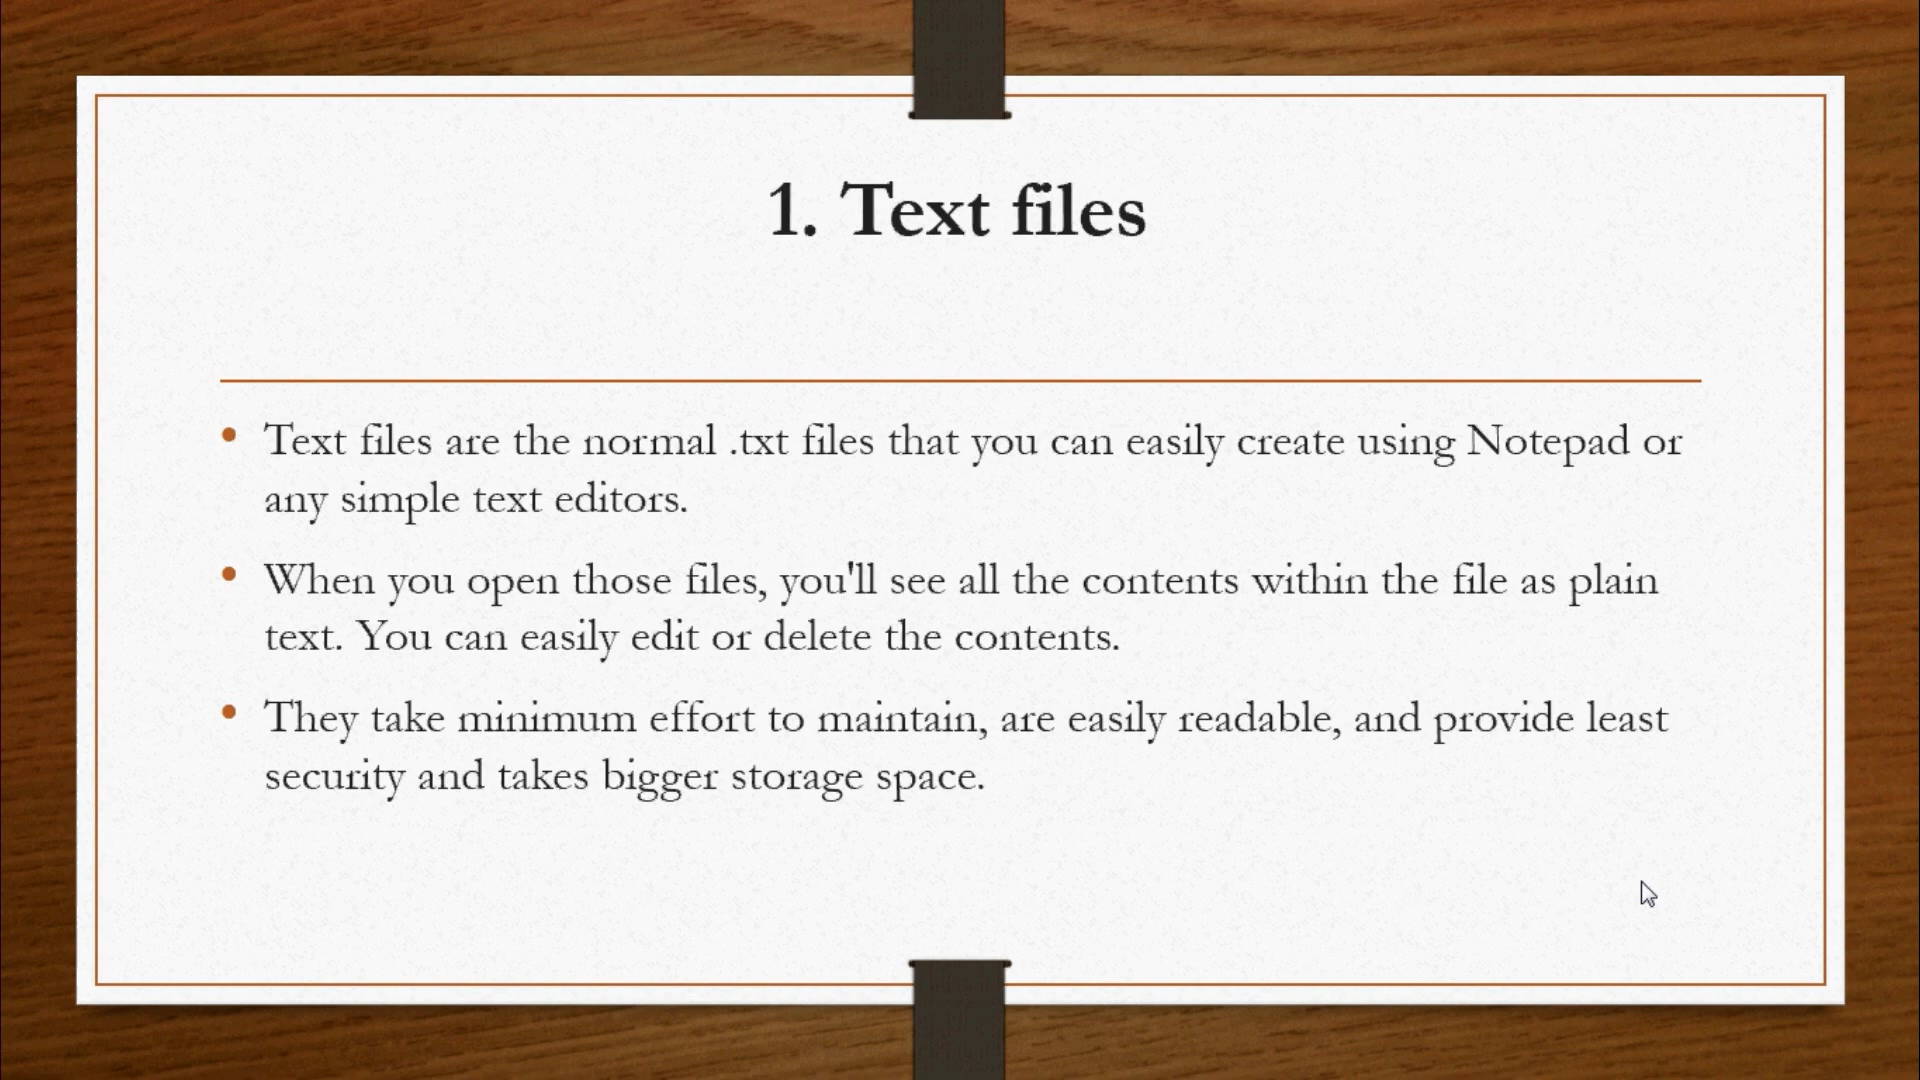 1. Text files
• Text files are the normal .txt files that you can easily create using Notepad or
any simple text editors.
• When you open those files, you'll see all the contents within the file as plain
text. You can easily edit or delete the contents.
• They take minimum effort to maintain, are easily readable, and provide least
security and takes bigger storage space.